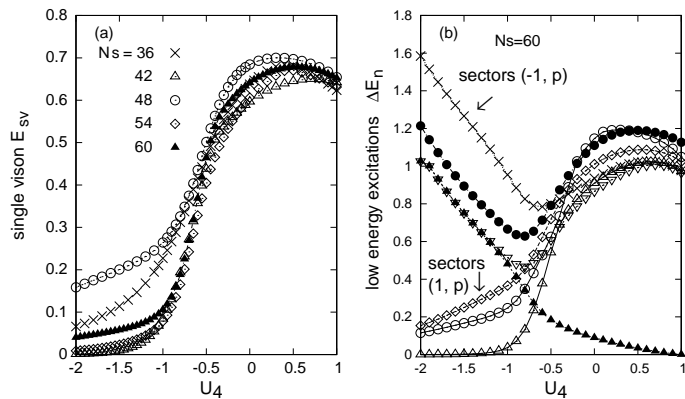 (a)
Ns = 36
42
48
54
60
single vison E_sv
0.8
0.7
0.6
0.5
0.4
0.3
0.2
0.1
0
-2 -1.5 -1 -0.5 0 0.5 1
U_4
(b)
Ns=60
sectors (-1, p)
sectors
(1, p)
low energy excitations ΔE_n
1.8
1.6
1.4
1.2
1.0
0.8
0.6
0.4
0.2
0
-2 -1.5 -1 -0.5 0 0.5 1
U_4